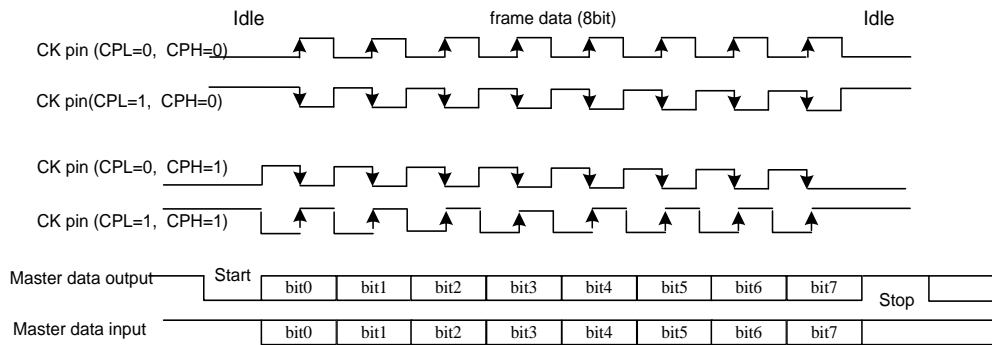 Idle frame data (8bit) Idle
CK pin (CPL=0, CPH=0)
CK pin(CPL=1, CPH=0)
CK pin (CPL=0, CPH=1)
CK pin (CPL=1, CPH=1)
Master data output Start bit0 bit1 bit2 bit3 bit4 bit5 bit6 bit7 Stop
Master data input bit0 bit1 bit2 bit3 bit4 bit5 bit6 bit7